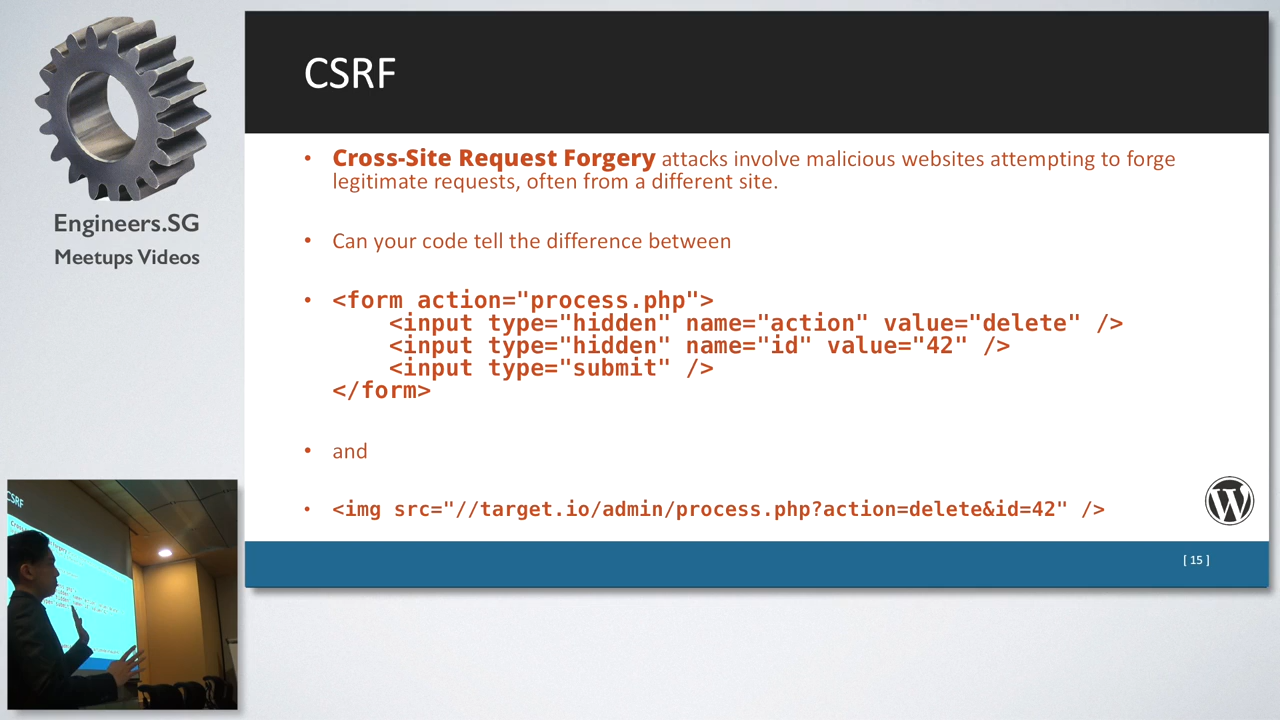 CSRF
Engineers.SG
Meetups Videos
• Cross-Site Request Forgery attacks involve malicious websites attempting to forge
legitimate requests, often from a different site.
• Can your code tell the difference between
• <form action="process.php">
<input type="hidden" name="action" value="delete" />
<input type="hidden" name="id" value="42" />
<input type="submit" />
</form>
• and
• <img src="//target.io/admin/process.php?action=delete&id=42" />
[ 15 ]
CSRF